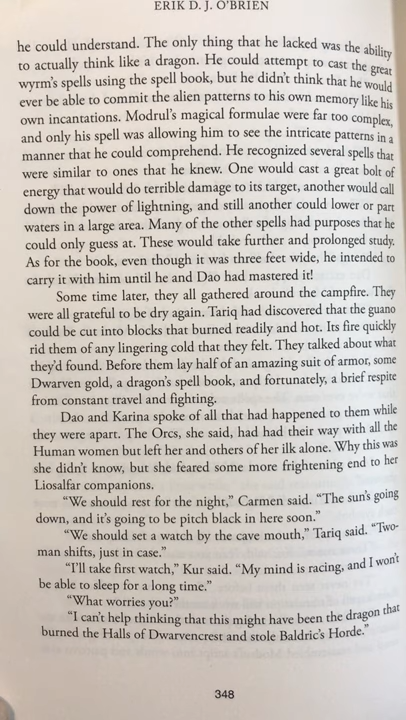 ERIK D. J. O'BRIEN
he could understand. The only thing that he lacked was the ability
to actually think like a dragon. He could attempt to cast the great
wyrm's spells using the spell book, but he didn't think that he would
ever be able to commit the alien patterns to his own memory like his
own incantations. Modrul's magical formulae were far too complex,
and only his spell was allowing him to see the intricate patterns in a
manner that he could comprehend. He recognized several spells that
were similar to ones that he knew. One would cast a great bolt of
energy that would do terrible damage to its target, another would call
down the power of lightning, and still another could lower or part
waters in a large area. Many of the other spells had purposes that he
could only guess at. These would take further and prolonged study.
As for the book, even though it was three feet wide, he intended to
carry it with him until he and Dao had mastered it!
Some time later, they all gathered around the campfire. They
were all grateful to be dry again. Tariq had discovered that the guano
could be cut into blocks that burned readily and hot. Its fire quickly
rid them of any lingering cold that they felt. They talked about what
they'd found. Before them lay half of an amazing suit of armor, some
Dwarven gold, a dragon's spell book, and fortunately, a brief respite
from constant travel and fighting.
Dao and Karina spoke of all that had happened to them while
they were apart. The Orcs, she said, had had their way with all the
Human women but left her and others of her ilk alone. Why this was
she didn't know, but she feared some more frightening end to her
Liosalfar companions.
"We should rest for the night," Carmen said. "The sun's going
down, and it's going to be pitch black in here soon."
"We should set a watch by the cave mouth," Tariq said. "Two-
man shifts, just in case."
"I'll take first watch," Kur said. "My mind is racing, and I won't
be able to sleep for a long time."
"What worries you?"
"I can't help thinking that this might have been the dragon that
burned the Halls of Dwarvencrest and stole Baldric's Horde."
348